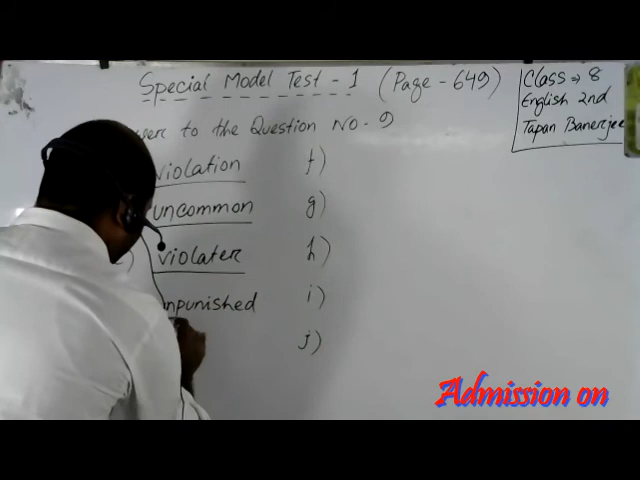 Special Model Test - 1 (Page - 649)
Class ⇒ 8
English 2nd
Tapan Banerjee
to the Question No - 9
violation f)
uncommon g)
violater h)
unpunished i)
j)
Admission on